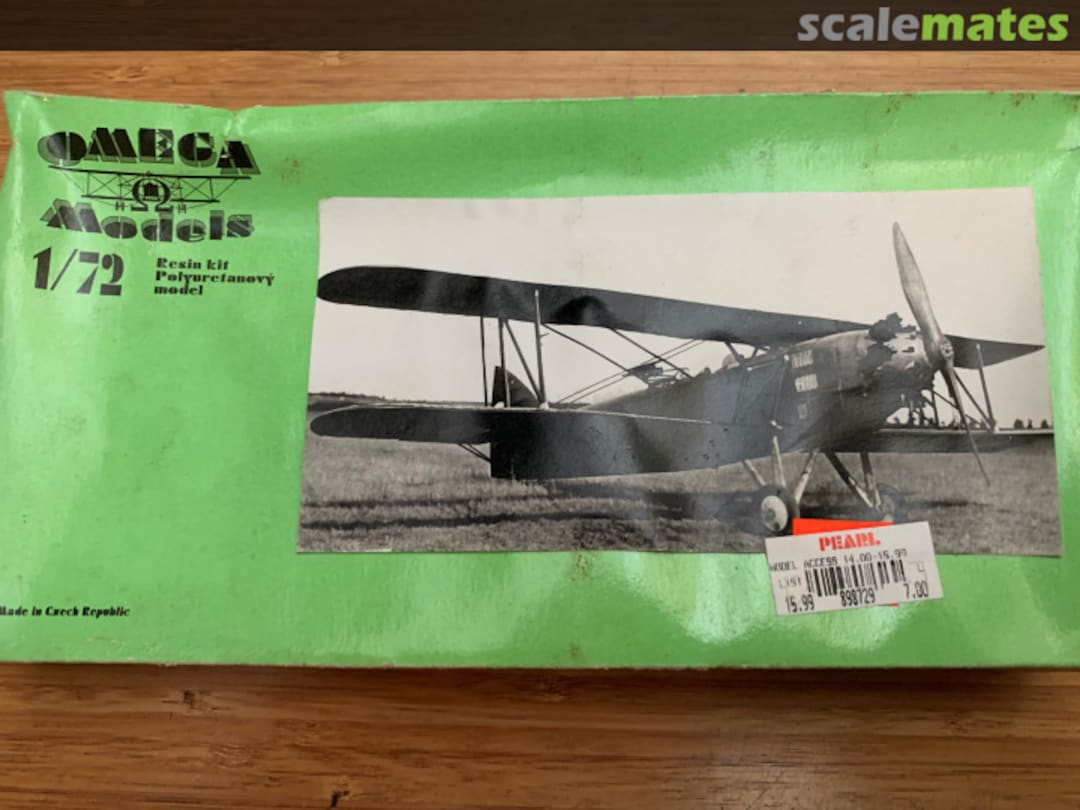 scalemates
OMEGA
Models
1/72
Resin kit
Polyuretanový
model
PEARL
MODEL ACCESS 14.00-15.99
LIST
15.99 898729 7.00
Made in Czech Republic